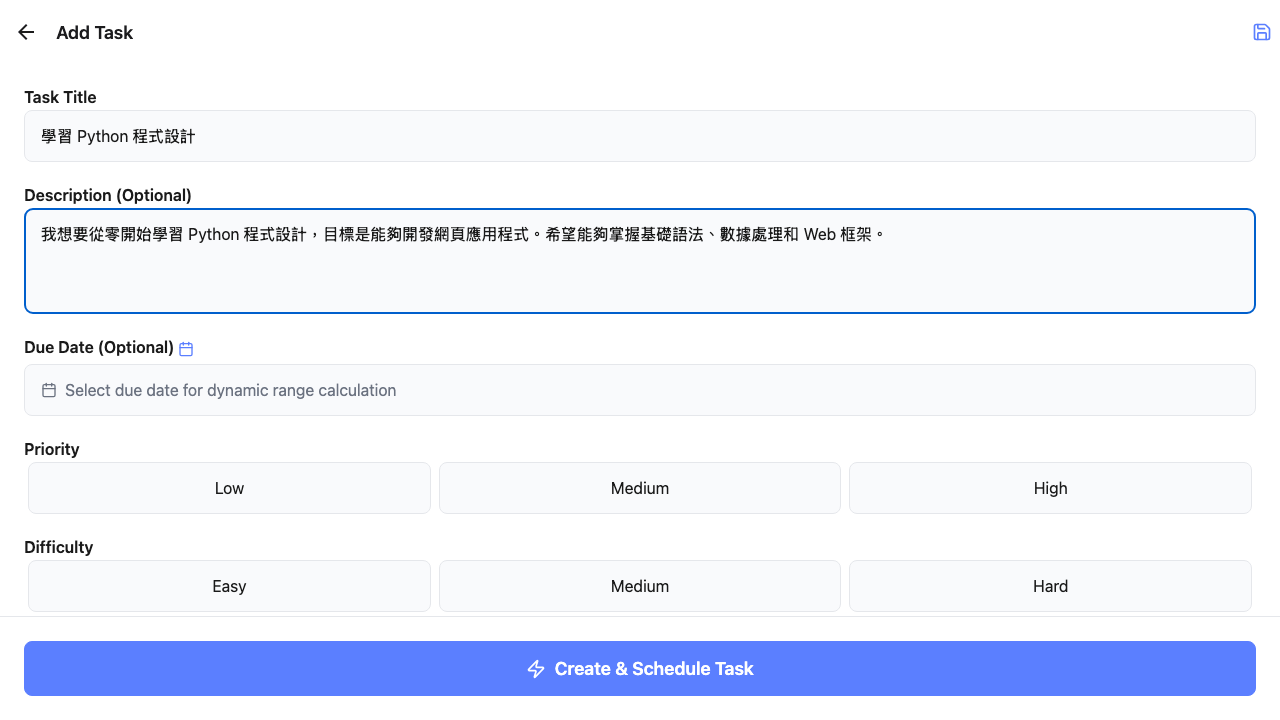 Add Task
Task Title
學習 Python 程式設計
Description (Optional)
我想要從零開始學習 Python 程式設計，目標是能夠開發網頁應用程式。希望能夠掌握基礎語法、數據處理和 Web 框架。
Due Date (Optional)
Select due date for dynamic range calculation
Priority
Low Medium High
Difficulty
Easy Medium Hard
Create & Schedule Task